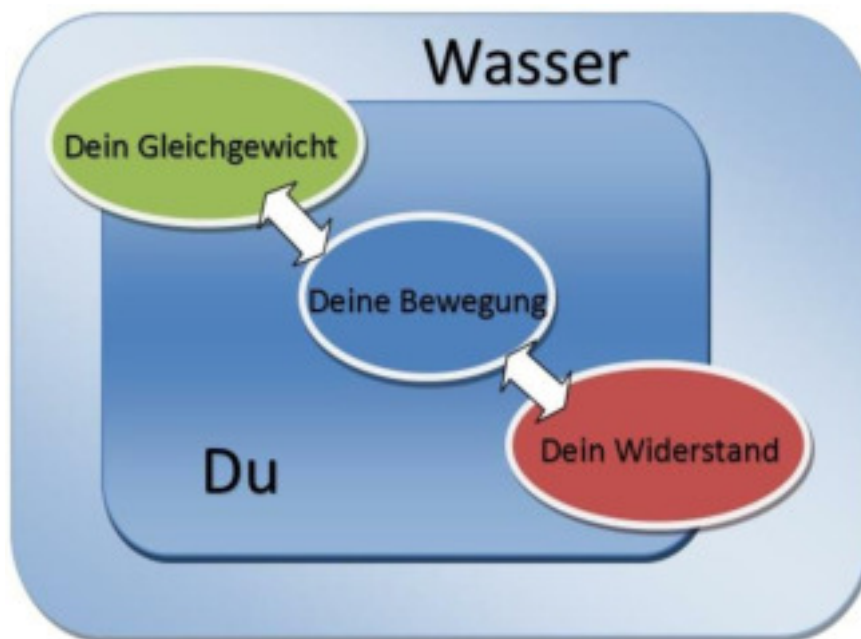 Wasser
Dein Gleichgewicht
Deine Bewegung
Dein Widerstand
Du